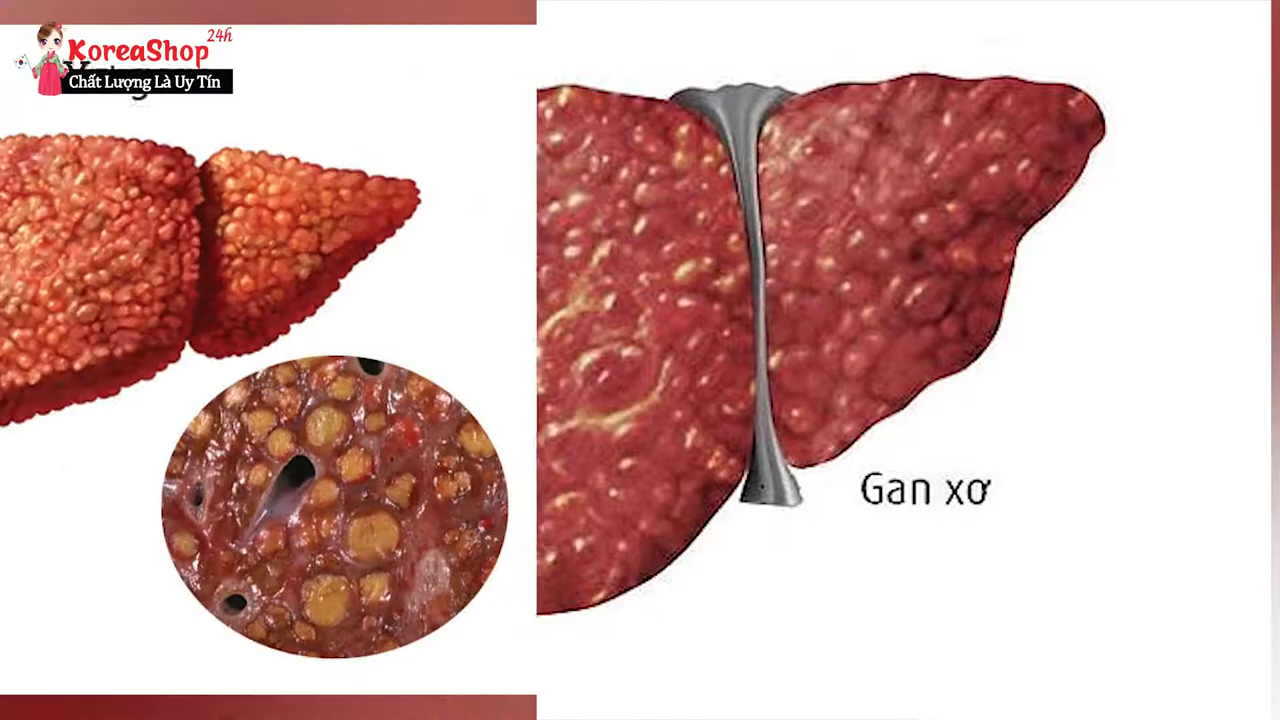 KoreaShop 24h
Chất Lượng Là Uy Tín
Gan xơ